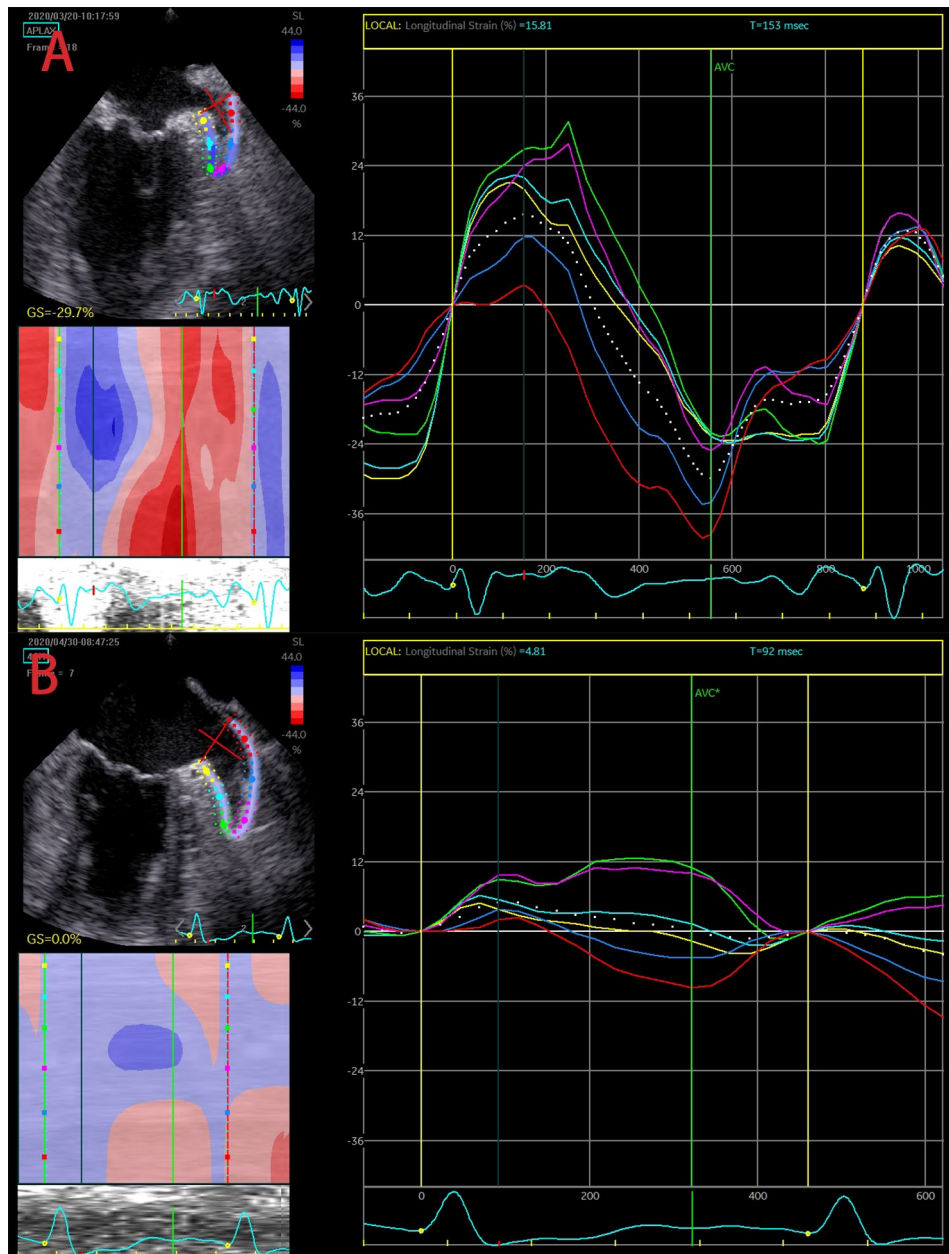 2020/03/20-10:17:59
SL
APLAX
44.0
A
-44.0
%
GS=-29.7%
LOCAL: Longitudinal Strain (%) =15.81 T=153 msec
AVC
36
24
12
0
-12
-24
-36
0 200 400 600 800 1000
2020/04/30-08:47:25
SL
44.0
B
= 7
-44.0
%
2
GS=0.0%
LOCAL: Longitudinal Strain (%) =4.81 T=92 msec
AVC*
36
24
12
0
-12
-24
-36
0 200 400 600